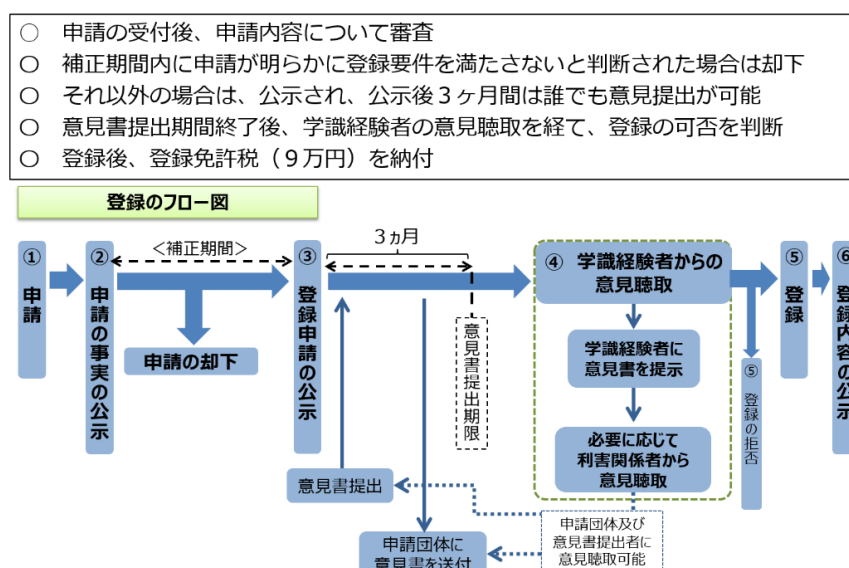 ○ 申請の受付後、申請内容について審査
○ 補正期間内に申請が明らかに登録要件を満たさないと判断された場合は却下
○ それ以外の場合は、公示され、公示後３ヶ月間は誰でも意見提出が可能
○ 意見書提出期間終了後、学識経験者の意見聴取を経て、登録の可否を判断
○ 登録後、登録免許税（９万円）を納付
登録のフロー図
① 申請
② 申請の事実の公示
＜補正期間＞
申請の却下
③ 登録申請の公示
３ヵ月
意見書提出期限
意見書提出
申請団体に
意見書を送付
④ 学識経験者からの
意見聴取
学識経験者に
意見書を提示
必要に応じて
利害関係者から
意見聴取
申請団体及び
意見書提出者に
意見聴取可能
⑤ 登録
⑤ 登録の拒否
⑥ 登録内容の公示